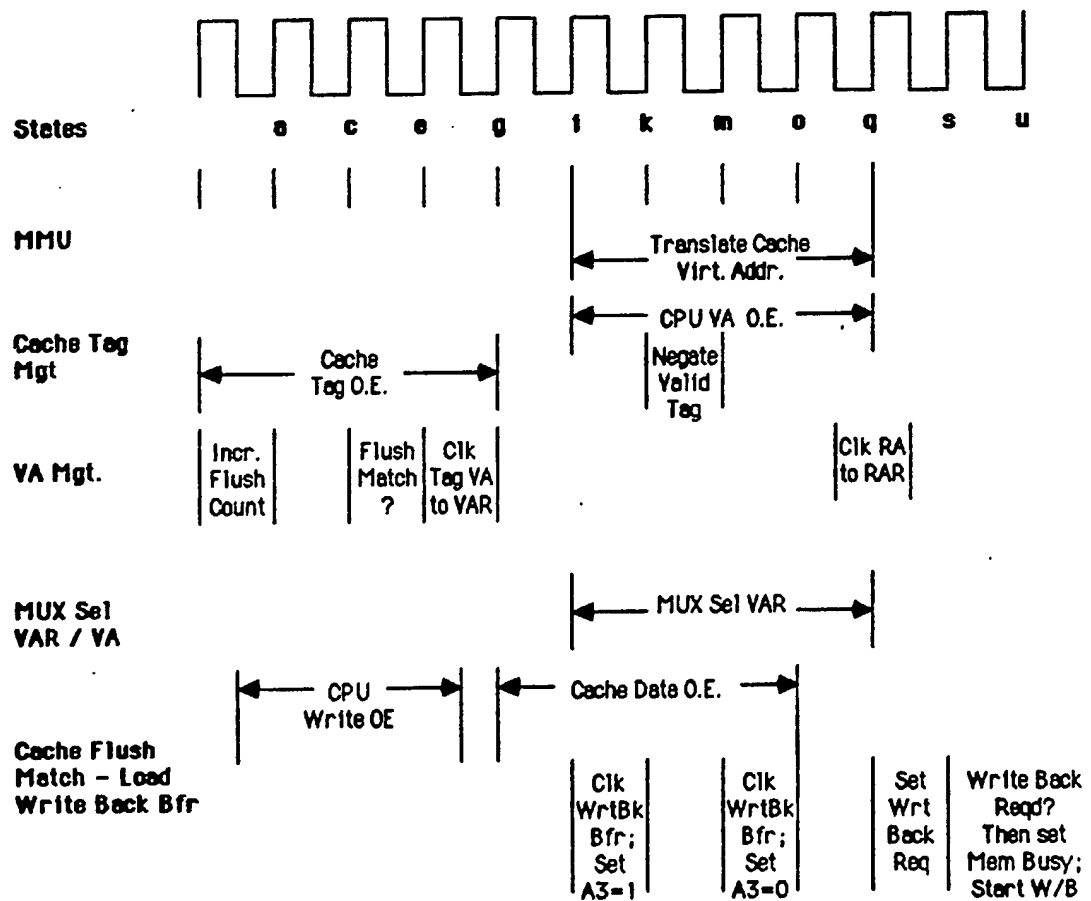 States a c e g i k m o q s u
MMU
Translate Cache
Virt. Addr.
CPU VA O.E.
Cache Tag
Mgt
Cache
Tag O.E.
Negate
Valid
Tag
VA Mgt.
Incr.
Flush
Count
Flush
Match
?
Clk
Tag VA
to VAR
Clk RA
to RAR
MUX Sel
VAR / VA
MUX Sel VAR
CPU
Write OE
Cache Data O.E.
Cache Flush
Match - Load
Write Back Bfr
Clk
WrtBk
Bfr;
Set
A3=1
Clk
WrtBk
Bfr;
Set
A3=0
Set
Wrt
Back
Req
Write Back
Reqd?
Then set
Mem Busy;
Start W/B